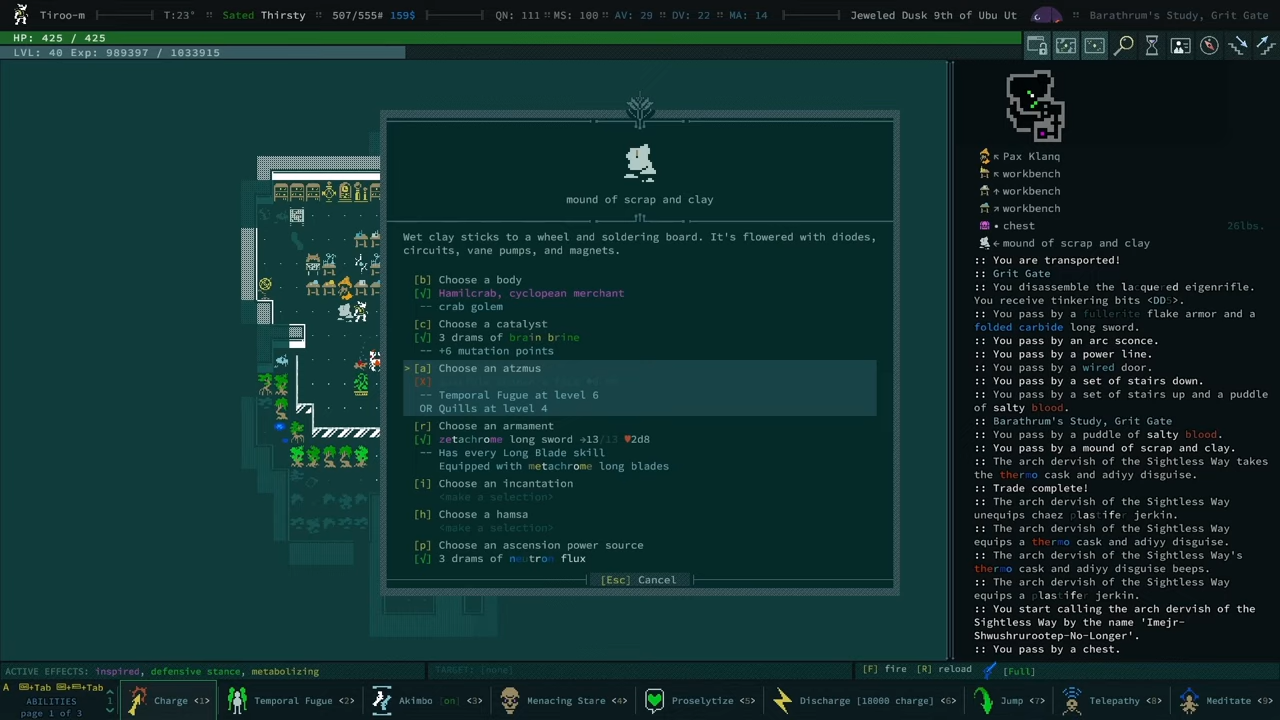 Tiroo-m T:23° Sated Thirsty 507/555# 159$ QN: 111 MS: 100 AV: 29 DV: 22 MA: 14 Jeweled Dusk 9th of Ubu Ut :: Barathrum's Study, Grit Gate
HP: 425 / 425
LVL: 40 Exp: 989397 / 1033915
mound of scrap and clay
Wet clay sticks to a wheel and soldering board. It's flowered with diodes,
circuits, vane pumps, and magnets.
[b] Choose a body
[√] Hamilcrab, cyclopean merchant
-- crab golem
[c] Choose a catalyst
[√] 3 drams of brain brine
-- +6 mutation points
> [a] Choose an atzmus
[X]
-- Temporal Fugue at level 6
OR Quills at level 4
[r] Choose an armament
[√] zetachrome long sword →13/13 ♥2d8
-- Has every Long Blade skill
Equipped with metachrome long blades
[i] Choose an incantation
<make a selection>
[h] Choose a hamsa
<make a selection>
[p] Choose an ascension power source
[√] 3 drams of neutron flux
[Esc] Cancel
Pax Klanq
workbench
workbench
workbench
chest 26lbs.
mound of scrap and clay
:: You are transported!
:: Grit Gate
:: You disassemble the lacquered eigenrifle.
You receive tinkering bits <DD5>.
:: You pass by a fullerite flake armor and a
folded carbide long sword.
:: You pass by an arc sconce.
:: You pass by a power line.
:: You pass by a wired door.
:: You pass by a set of stairs down.
:: You pass by a set of stairs up and a puddle
of salty blood.
:: Barathrum's Study, Grit Gate
:: You pass by a puddle of salty blood.
:: You pass by a mound of scrap and clay.
:: The arch dervish of the Sightless Way takes
the thermo cask and adiyy disguise.
:: Trade complete!
:: The arch dervish of the Sightless Way
unequips chaez plastifer jerkin.
:: The arch dervish of the Sightless Way
equips a thermo cask and adiyy disguise.
:: The arch dervish of the Sightless Way's
thermo cask and adiyy disguise beeps.
:: The arch dervish of the Sightless Way
equips a plastifer jerkin.
:: You start calling the arch dervish of the
Sightless Way by the name 'Imejr-
Shwushrurootep-No-Longer'.
:: You pass by a chest.
ACTIVE EFFECTS: inspired, defensive stance, metabolizing TARGET: [none] [F] fire [R] reload [Full]
A Tab Tab
ABILITIES 1
page 1 of 3
Charge <1> Temporal Fugue <2> Akimbo [on] <3> Menacing Stare <4> Proselytize <5> Discharge [18000 charge] <6> Jump <7> Telepathy <8> Meditate <9>